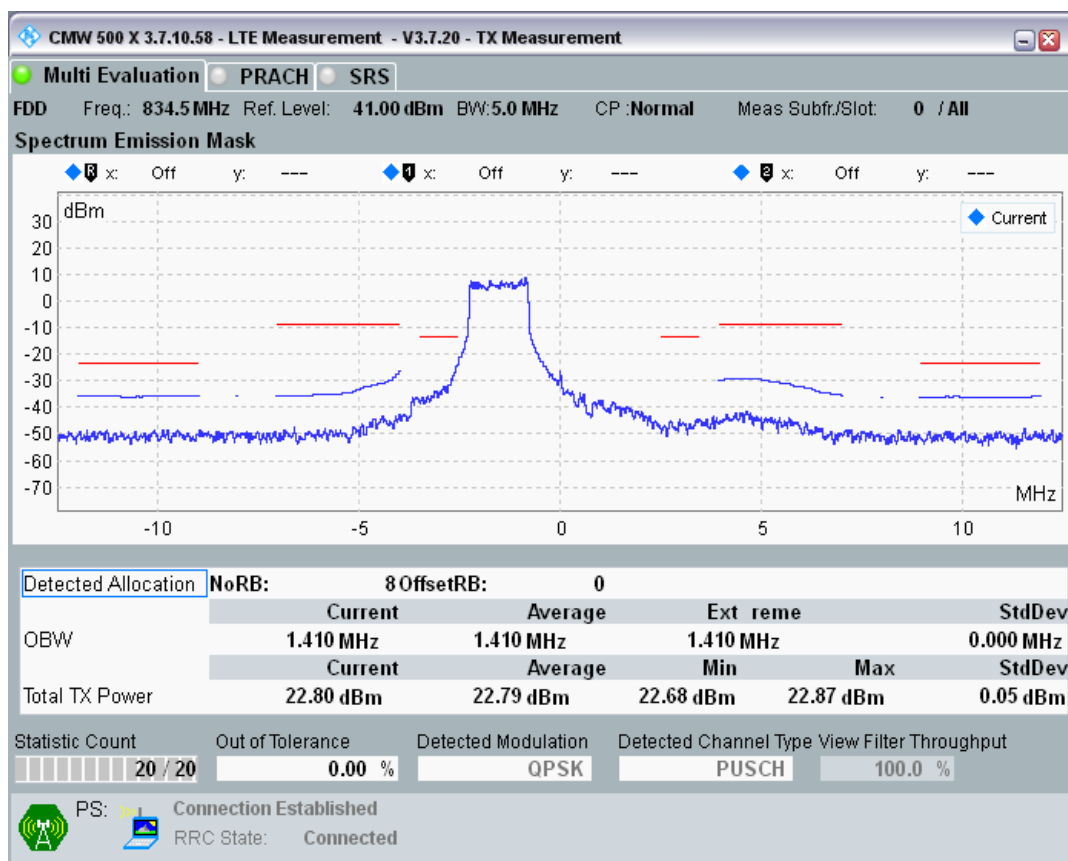 CMW 500 X 3.7.10.58 - LTE Measurement - V3.7.20 - TX Measurement
Multi Evaluation PRACH SRS
FDD Freq.: 834.5 MHz Ref. Level: 41.00 dBm BW:5.0 MHz CP :Normal Meas Subfr./Slot: 0 / All
Spectrum Emission Mask
R x: Off y: --- 1 x: Off y: --- 2 x: Off y: ---
dBm
Current
30
20
10
0
-10
-20
-30
-40
-50
-60
-70
MHz
-10 -5 0 5 10
Detected Allocation NoRB: 8 OffsetRB: 0
Current Average Ext reme StdDev
OBW 1.410 MHz 1.410 MHz 1.410 MHz 0.000 MHz
Current Average Min Max StdDev
Total TX Power 22.80 dBm 22.79 dBm 22.68 dBm 22.87 dBm 0.05 dBm
Statistic Count Out of Tolerance Detected Modulation Detected Channel Type View Filter Throughput
20 / 20 0.00 % QPSK PUSCH 100.0 %
PS: Connection Established
RRC State: Connected